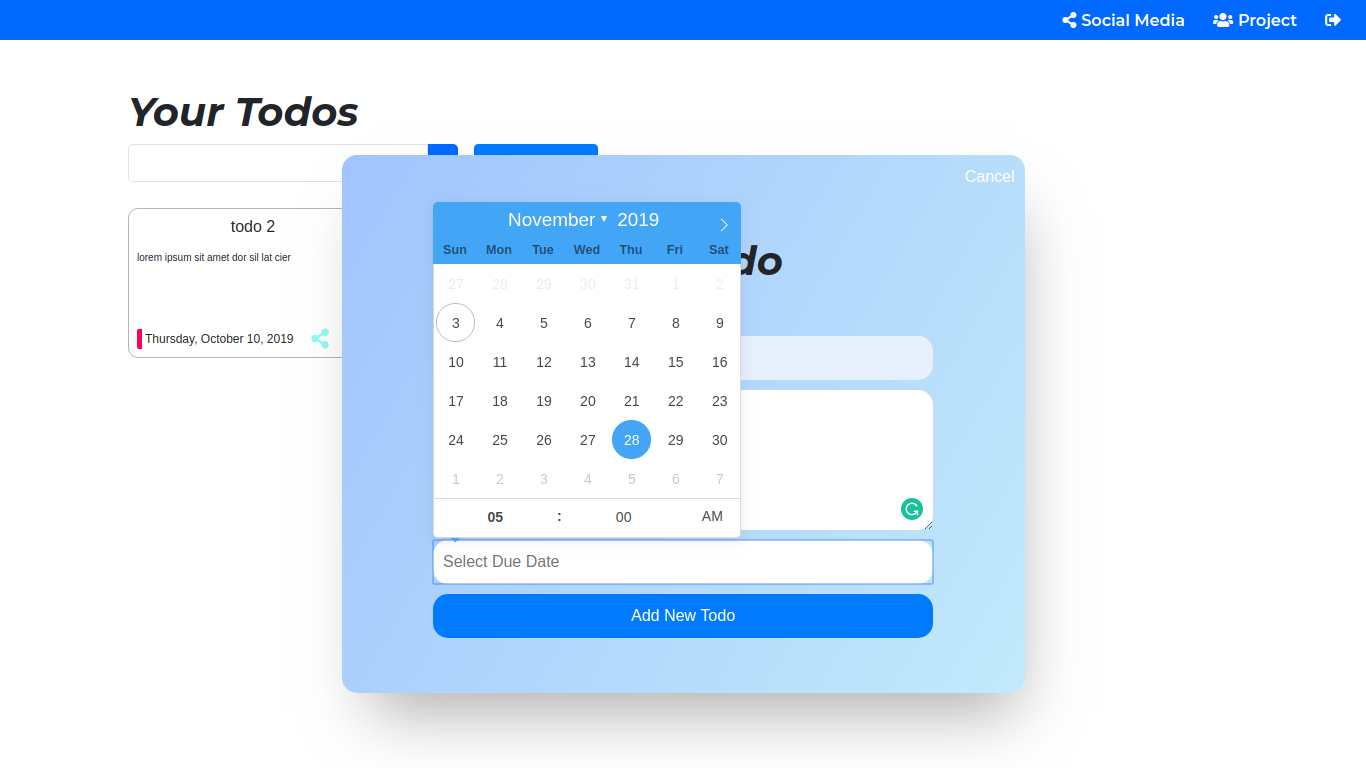 Social Media Project
Your Todos
Cancel
todo 2
lorem ipsum sit amet dor sil lat cier
Thursday, October 10, 2019
November 2019
Sun Mon Tue Wed Thu Fri Sat
27 28 29 30 31 1 2
3 4 5 6 7 8 9
10 11 12 13 14 15 16
17 18 19 20 21 22 23
24 25 26 27 28 29 30
1 2 3 4 5 6 7
05 : 00 AM
do
Select Due Date
Add New Todo